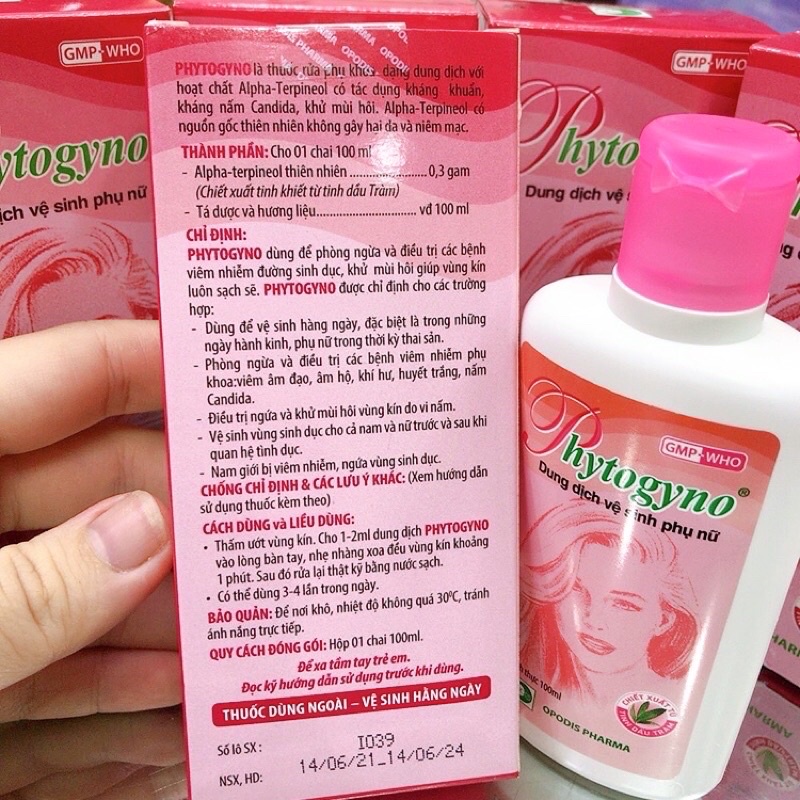 OPODIS PHARMA
PHYTOGYNO là thuốc rửa phụ khoa dạng dung dịch với
hoạt chất Alpha-Terpineol có tác dụng kháng khuẩn,
kháng nấm Candida, khử mùi hôi. Alpha-Terpineol có
nguồn gốc thiên nhiên không gây hại da và niêm mạc.
THÀNH PHẦN: Cho 01 chai 100 ml
- Alpha-terpineol thiên nhiên ........................0,3 gam
(Chiết xuất tinh khiết từ tinh dầu Tràm)
- Tá dược và hương liệu............................... vđ 100 ml
CHỈ ĐỊNH:
PHYTOGYNO dùng để phòng ngừa và điều trị các bệnh
viêm nhiễm đường sinh dục, khử mùi hôi giúp vùng kín
luôn sạch sẽ. PHYTOGYNO được chỉ định cho các trường
hợp:
- Dùng để vệ sinh hàng ngày, đặc biệt là trong những
ngày hành kinh, phụ nữ trong thời kỳ thai sản.
- Phòng ngừa và điều trị các bệnh viêm nhiễm phụ
khoa:viêm âm đạo, âm hộ, khí hư, huyết trắng, nấm
Candida.
- Điều trị ngứa và khử mùi hôi vùng kín do vi nấm.
- Vệ sinh vùng sinh dục cho cả nam và nữ trước và sau khi
quan hệ tình dục.
- Nam giới bị viêm nhiễm, ngứa vùng sinh dục.
CHỐNG CHỈ ĐỊNH & CÁC LƯU Ý KHÁC: (Xem hướng dẫn
sử dụng thuốc kèm theo)
CÁCH DÙNG và LIỀU DÙNG:
• Thấm ướt vùng kín. Cho 1-2ml dung dịch PHYTOGYNO
vào lòng bàn tay, nhẹ nhàng xoa đều vùng kín khoảng
1 phút. Sau đó rửa lại thật kỹ bằng nước sạch.
• Có thể dùng 3-4 lần trong ngày.
BẢO QUẢN: Để nơi khô, nhiệt độ không quá 30⁰C, tránh
ánh nắng trực tiếp.
QUY CÁCH ĐÓNG GÓI: Hộp 01 chai 100ml.
Để xa tầm tay trẻ em.
Đọc kỹ hướng dẫn sử dụng trước khi dùng.
THUỐC DÙNG NGOÀI – VỆ SINH HÀNG NGÀY
Số lô SX : I039
NSX, HD: 14/06/21_14/06/24
GMP-WHO
ytogyno
ịch vệ sinh phụ nữ
GMP-WHO
Phyto
Dung dịch vệ
GMP-WHO
Phytogyno®
Dung dịch vệ sinh phụ nữ
100ml
OPODIS PHARMA
CHIẾT XUẤT TỪ
TINH DẦU TRÀM